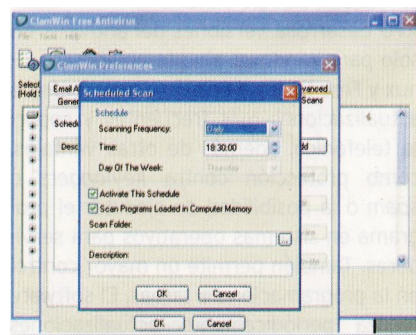 ClamWin Free Antivirus
File Tools Help
ClamWin Preferences
Select
(Hold S
Email A
vanced
Gener
Scans
Sched
Desc
dd
Scheduled Scan
Schedule
Scanning Frequency:
Daily
Time:
18:30:00
Day Of The Week:
Thursday
Activate This Schedule
Scan Programs Loaded in Computer Memory
Scan Folder:
...
Description:
OK Cancel
OK Cancel